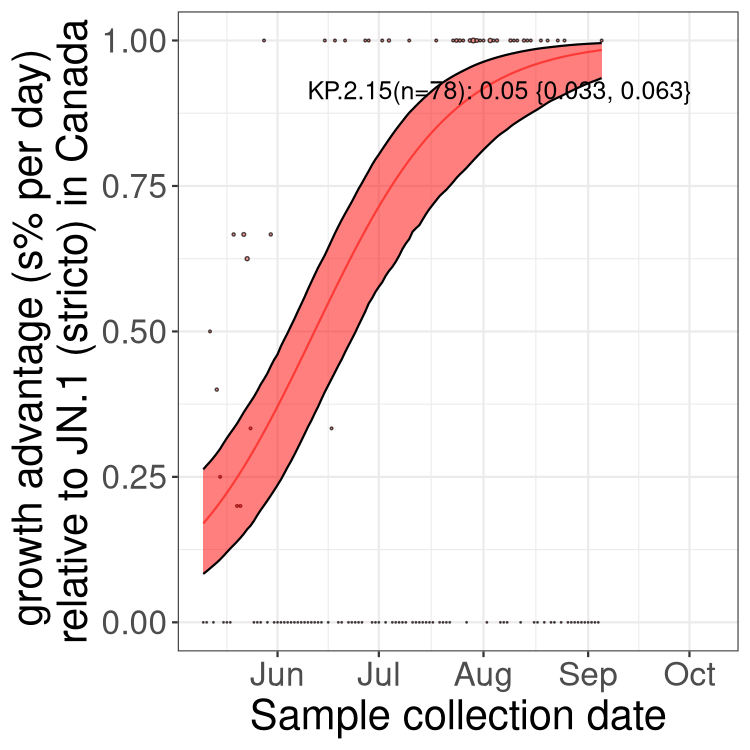 growth advantage (s% per day)
relative to JN.1 (stricto) in Canada
1.00
0.75
0.50
0.25
0.00
KP.2.15(n=78): 0.05 {0.033, 0.063}
Jun Jul Aug Sep Oct
Sample collection date